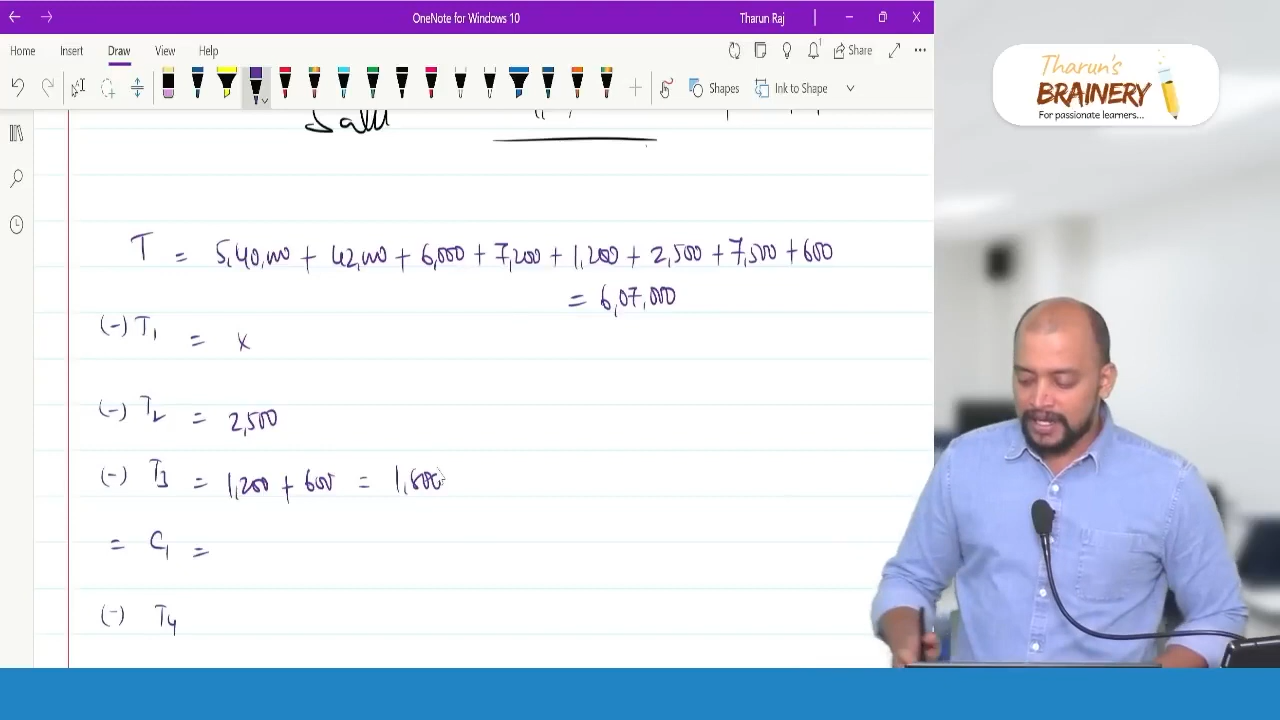 OneNote for Windows 10
Tharun Raj
Home Insert Draw View Help
Share
Shapes
Ink to Shape
Tharun's
BRAINERY
For passionate learners...
T = 5,40,000 + 42,000 + 6,000 + 7,200 + 1,200 + 2,500 + 7,500 + 600
= 6,07,000
(-) T1 = x
(-) T2 = 2,500
(-) T3 = 1,200 + 600 = 1,800
= C1 =
(-) T4